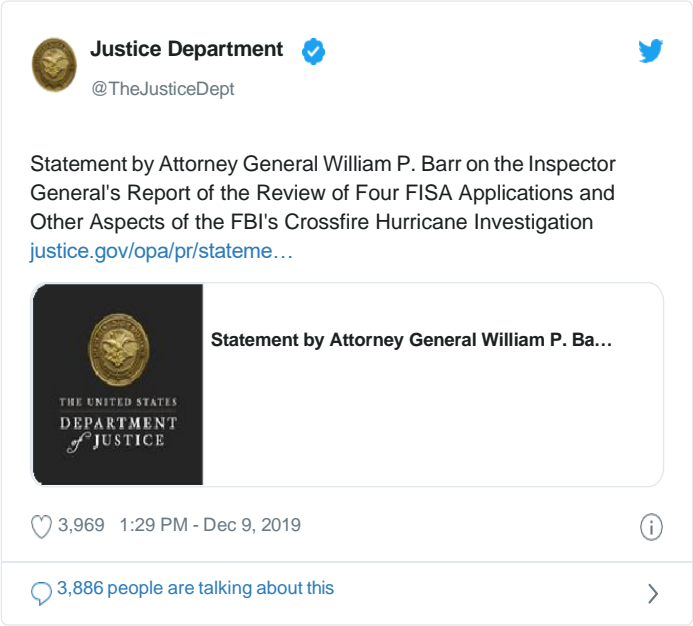 Justice Department
@TheJusticeDept
Statement by Attorney General William P. Barr on the Inspector
General's Report of the Review of Four FISA Applications and
Other Aspects of the FBI's Crossfire Hurricane Investigation
justice.gov/opa/pr/stateme…
THE UNITED STATES
DEPARTMENT
of JUSTICE
Statement by Attorney General William P. Ba…
3,969 1:29 PM - Dec 9, 2019
3,886 people are talking about this